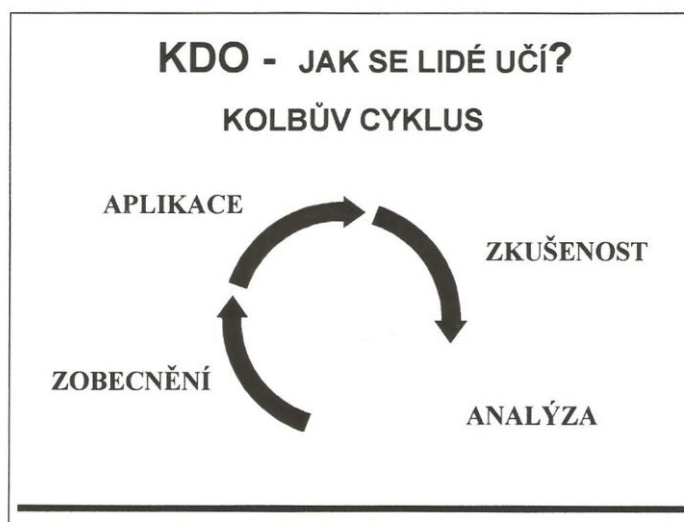 KDO - JAK SE LIDÉ UČÍ?
KOLBŮV CYKLUS
APLIKACE
ZKUŠENOST
ZOBECNĚNÍ
ANALÝZA